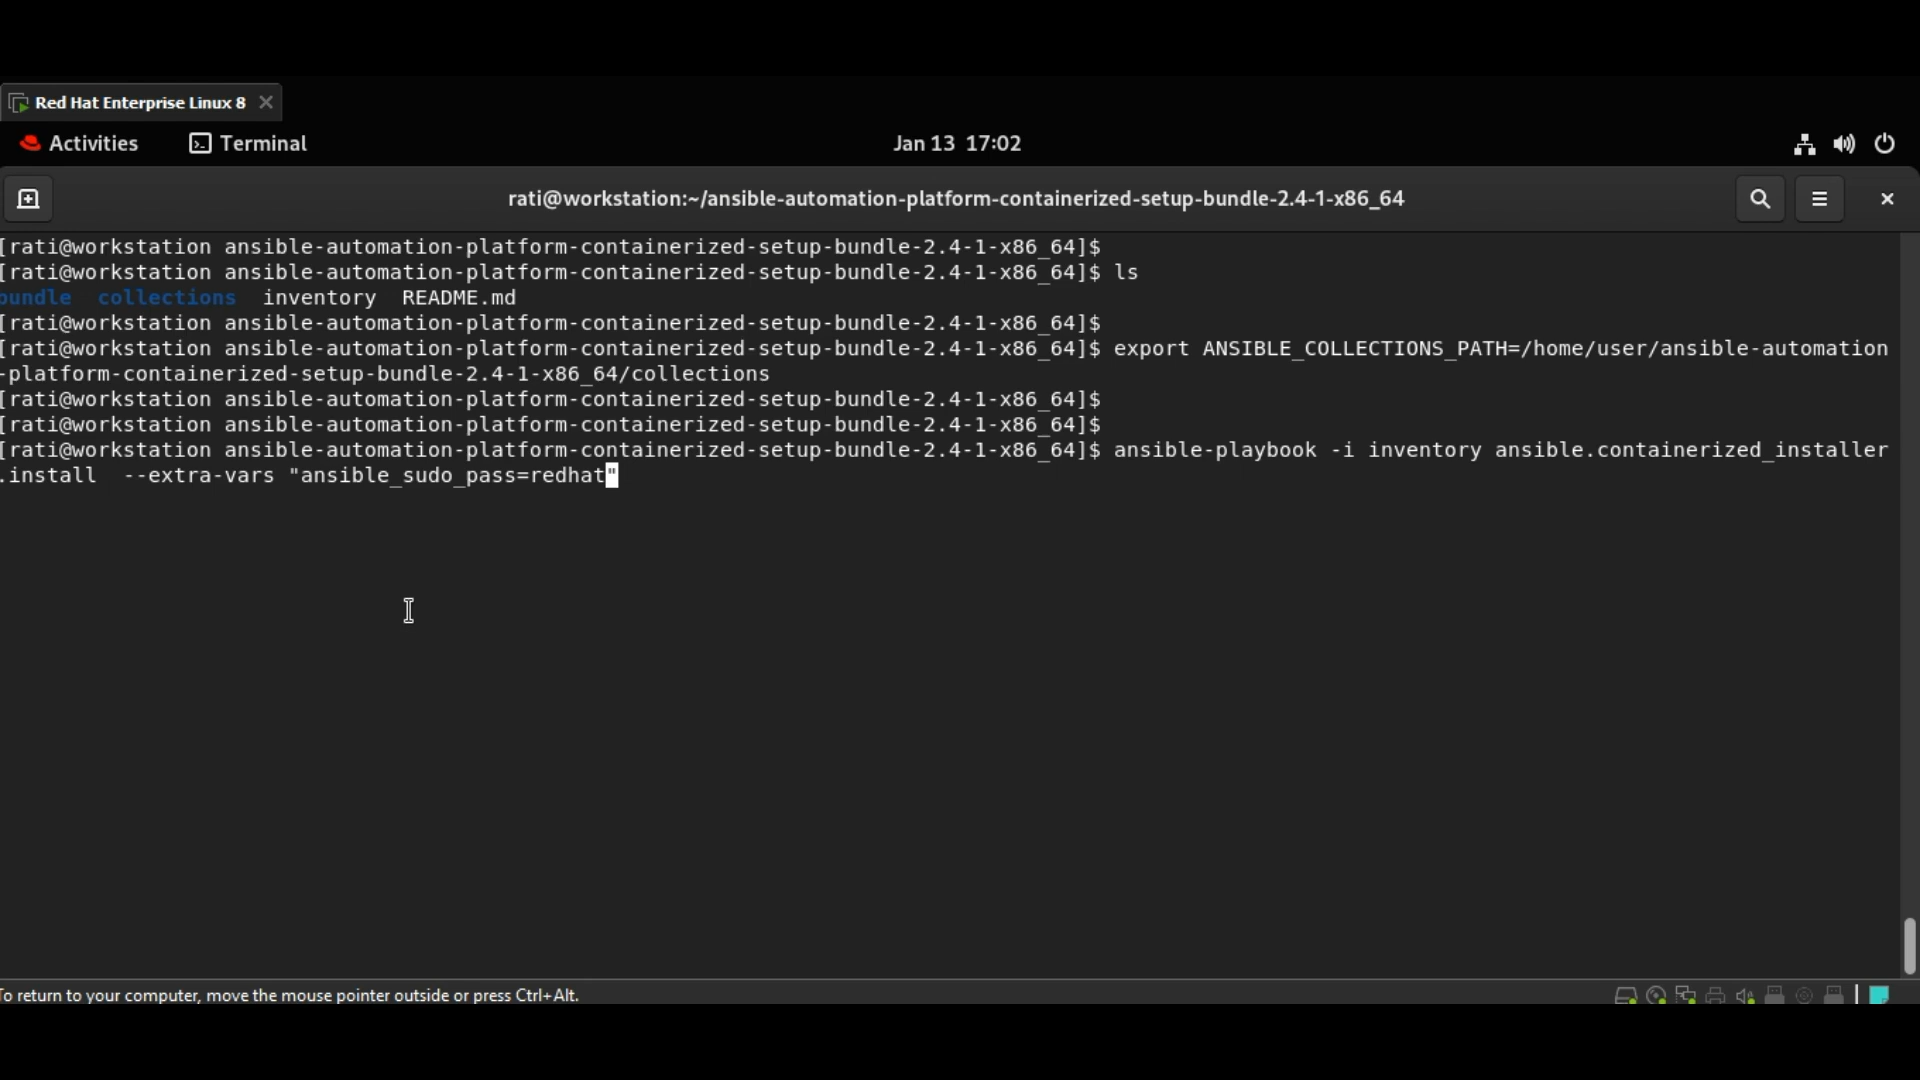 Red Hat Enterprise Linux 8
Activities
Terminal
Jan 13 17:02
rati@workstation:~/ansible-automation-platform-containerized-setup-bundle-2.4-1-x86_64
[rati@workstation ansible-automation-platform-containerized-setup-bundle-2.4-1-x86_64]$
[rati@workstation ansible-automation-platform-containerized-setup-bundle-2.4-1-x86_64]$ ls
bundle  collections  inventory  README.md
[rati@workstation ansible-automation-platform-containerized-setup-bundle-2.4-1-x86_64]$
[rati@workstation ansible-automation-platform-containerized-setup-bundle-2.4-1-x86_64]$ export ANSIBLE_COLLECTIONS_PATH=/home/user/ansible-automation
-platform-containerized-setup-bundle-2.4-1-x86_64/collections
[rati@workstation ansible-automation-platform-containerized-setup-bundle-2.4-1-x86_64]$
[rati@workstation ansible-automation-platform-containerized-setup-bundle-2.4-1-x86_64]$
[rati@workstation ansible-automation-platform-containerized-setup-bundle-2.4-1-x86_64]$ ansible-playbook -i inventory ansible.containerized_installer
.install  --extra-vars "ansible_sudo_pass=redhat"
To return to your computer, move the mouse pointer outside or press Ctrl+Alt.